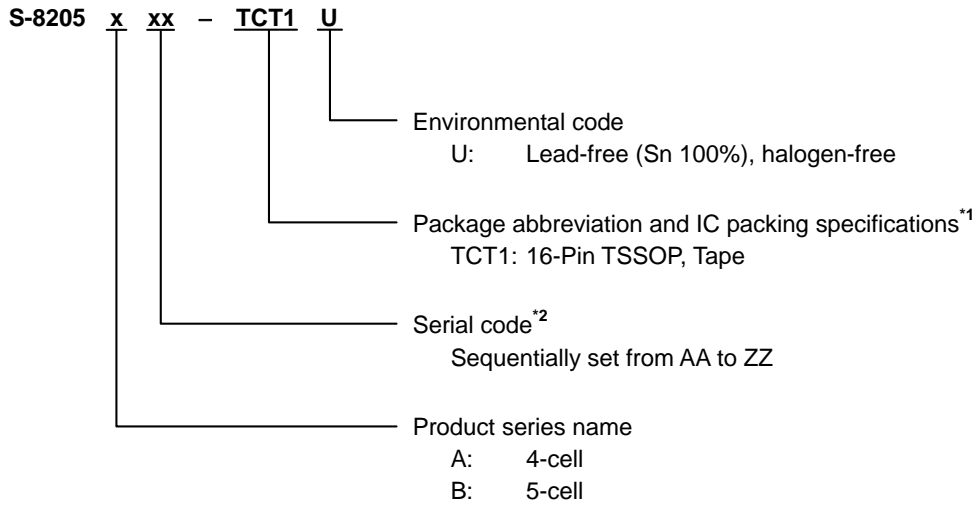 S-8205 x xx – TCT1 U
Environmental code
U: Lead-free (Sn 100%), halogen-free
Package abbreviation and IC packing specifications*1
TCT1: 16-Pin TSSOP, Tape
Serial code*2
Sequentially set from AA to ZZ
Product series name
A: 4-cell
B: 5-cell